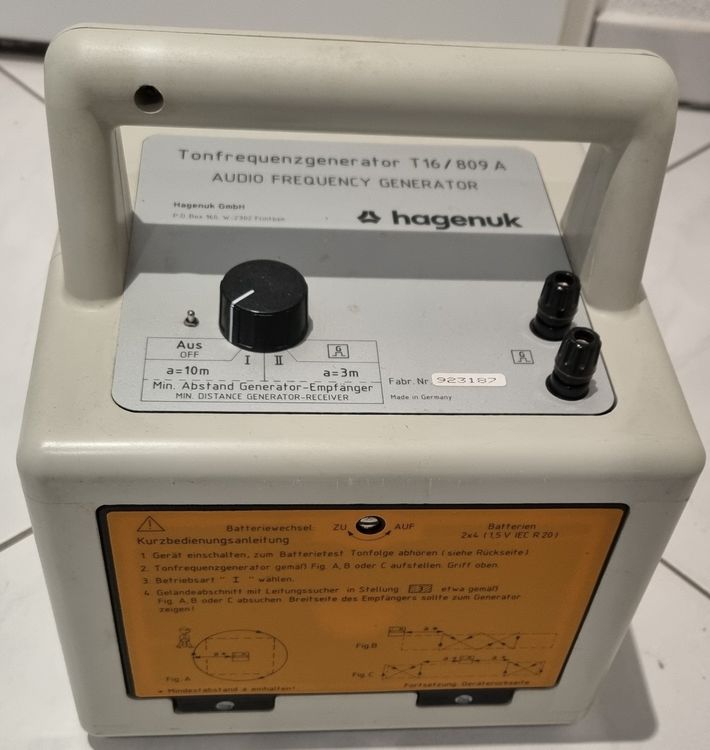 Tonfrequenzgenerator T16/809 A
AUDIO FREQUENCY GENERATOR
Hagenuk GmbH
P.O. Box 160, W-2302 Flintbek
hagenuk
Aus
OFF
I II
G
a=10m
a=3m
Min. Abstand Generator-Empfänger
MIN. DISTANCE GENERATOR-RECEIVER
G
Fabr. Nr. 923187
Made in Germany
Batteriewechsel: ZU AUF
Batterien
2x4 (1,5 V IEC R 20)
Kurzbedienungsanleitung
1. Gerät einschalten, zum Batterietest Tonfolge abhören (siehe Rückseite)
2. Tonfrequenzgenerator gemäß Fig. A, B oder C aufstellen. Griff oben.
3. Betriebsart " I " wählen.
4. Geländeabschnitt mit Leitungssucher in Stellung etwa gemäß
Fig. A, B oder C absuchen. Breitseite des Empfängers sollte zum Generator
zeigen!
Fig. A
Fig. B
Fig. C
* Mindestabstand a einhalten!
Fortsetzung: Geräterückseite